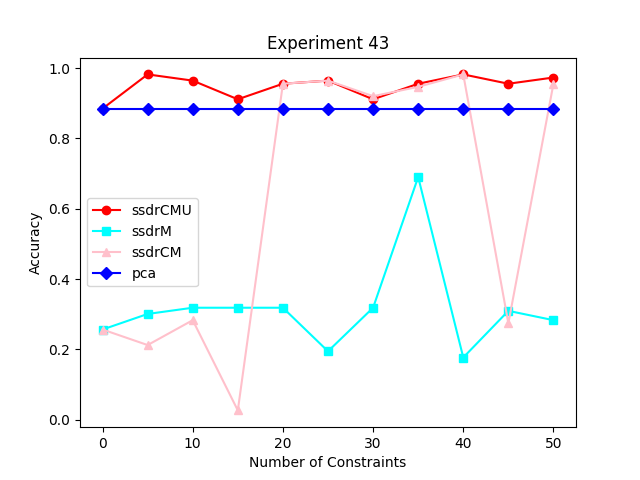 Experiment 43
1.0
0.8
0.6
0.4
0.2
0.0
Accuracy
ssdrCMU
ssdrM
ssdrCM
pca
0 10 20 30 40 50
Number of Constraints